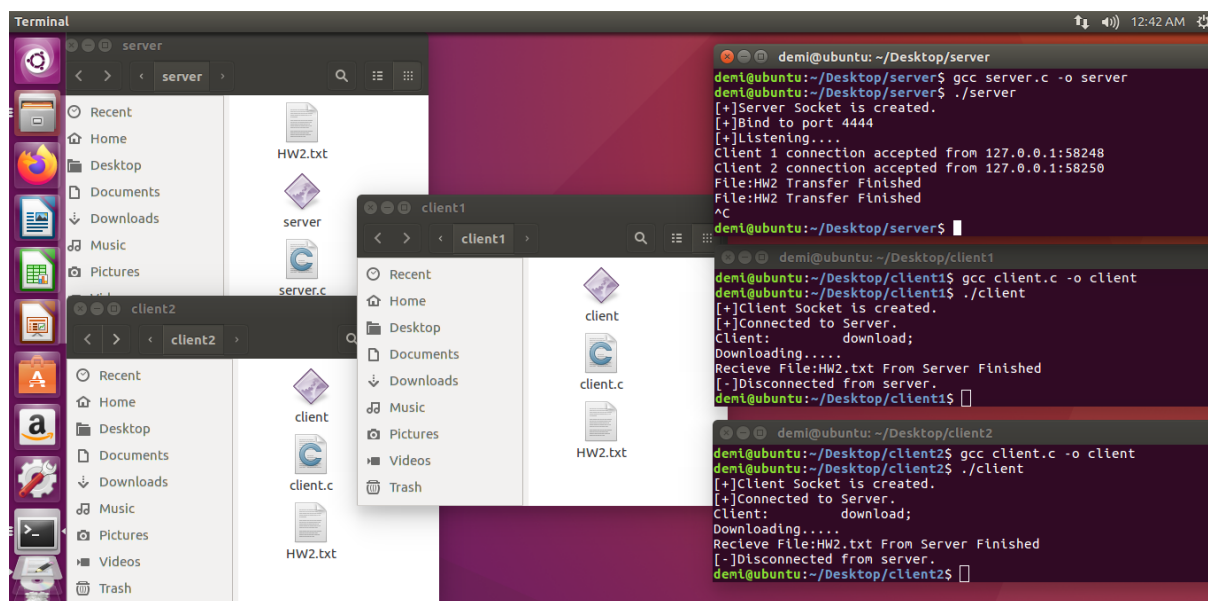 Terminal
12:42 AM
server
server
Recent
Home
Desktop
Documents
Downloads
Music
Pictures
HW2.txt
server
server.c
client1
client1
Recent
Home
Desktop
Documents
Downloads
Music
Pictures
Videos
Trash
client
client.c
HW2.txt
client2
client2
Recent
Home
Desktop
Documents
Downloads
Music
Pictures
Videos
Trash
client
client.c
HW2.txt
demi@ubuntu: ~/Desktop/server
demi@ubuntu:~/Desktop/server$ gcc server.c -o server
demi@ubuntu:~/Desktop/server$ ./server
[+]Server Socket is created.
[+]Bind to port 4444
[+]Listening....
Client 1 connection accepted from 127.0.0.1:58248
Client 2 connection accepted from 127.0.0.1:58250
File:HW2 Transfer Finished
File:HW2 Transfer Finished
^C
demi@ubuntu:~/Desktop/server$
demi@ubuntu: ~/Desktop/client1
demi@ubuntu:~/Desktop/client1$ gcc client.c -o client
demi@ubuntu:~/Desktop/client1$ ./client
[+]Client Socket is created.
[+]Connected to Server.
Client: download;
Downloading.....
Recieve File:HW2.txt From Server Finished
[-]Disconnected from server.
demi@ubuntu:~/Desktop/client1$
demi@ubuntu: ~/Desktop/client2
demi@ubuntu:~/Desktop/client2$ gcc client.c -o client
demi@ubuntu:~/Desktop/client2$ ./client
[+]Client Socket is created.
[+]Connected to Server.
Client: download;
Downloading.....
Recieve File:HW2.txt From Server Finished
[-]Disconnected from server.
demi@ubuntu:~/Desktop/client2$